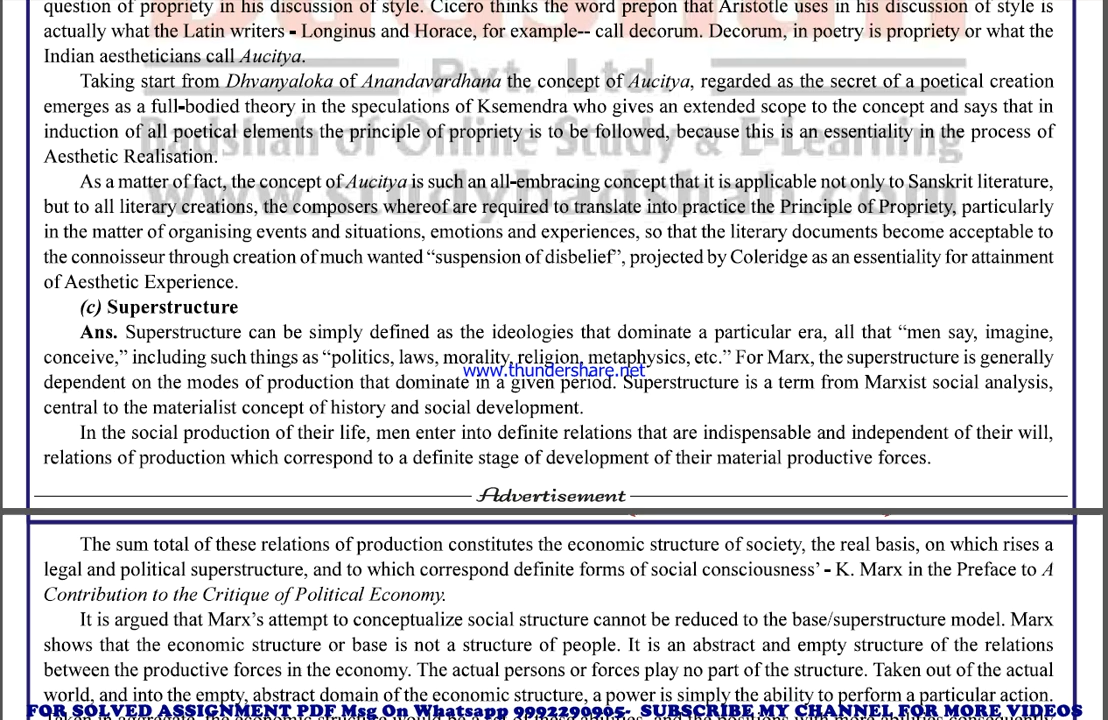 question of propriety in his discussion of style. Cicero thinks the word prepon that Aristotle uses in his discussion of style is
actually what the Latin writers - Longinus and Horace, for example-- call decorum. Decorum, in poetry is propriety or what the
Indian aestheticians call Aucitya.
Pvt. Ltd.
Taking start from Dhvanyaloka of Anandavardhana the concept of Aucitya, regarded as the secret of a poetical creation
emerges as a full-bodied theory in the speculations of Ksemendra who gives an extended scope to the concept and says that in
induction of all poetical elements the principle of propriety is to be followed, because this is an essentiality in the process of
Badshah of Online Study & E-Learning
Aesthetic Realisation.
As a matter of fact, the concept of Aucitya is such an all-embracing concept that it is applicable not only to Sanskrit literature,
www.studybadshah.com
but to all literary creations, the composers whereof are required to translate into practice the Principle of Propriety, particularly
in the matter of organising events and situations, emotions and experiences, so that the literary documents become acceptable to
the connoisseur through creation of much wanted “suspension of disbelief”, projected by Coleridge as an essentiality for attainment
of Aesthetic Experience.
(c) Superstructure
Ans. Superstructure can be simply defined as the ideologies that dominate a particular era, all that “men say, imagine,
conceive,” including such things as “politics, laws, morality, religion, metaphysics, etc.” For Marx, the superstructure is generally
www.thundershare.net
dependent on the modes of production that dominate in a given period. Superstructure is a term from Marxist social analysis,
central to the materialist concept of history and social development.
In the social production of their life, men enter into definite relations that are indispensable and independent of their will,
relations of production which correspond to a definite stage of development of their material productive forces.
Advertisement
The sum total of these relations of production constitutes the economic structure of society, the real basis, on which rises a
legal and political superstructure, and to which correspond definite forms of social consciousness’ - K. Marx in the Preface to A
Contribution to the Critique of Political Economy.
It is argued that Marx’s attempt to conceptualize social structure cannot be reduced to the base/superstructure model. Marx
shows that the economic structure or base is not a structure of people. It is an abstract and empty structure of the relations
between the productive forces in the economy. The actual persons or forces play no part of the structure. Taken out of the actual
world, and into the empty, abstract domain of the economic structure, a power is simply the ability to perform a particular action.
FOR SOLVED ASSIGNMENT PDF Msg On Whatsapp 9992290905- SUBSCRIBE MY CHANNEL FOR MORE VIDEOS